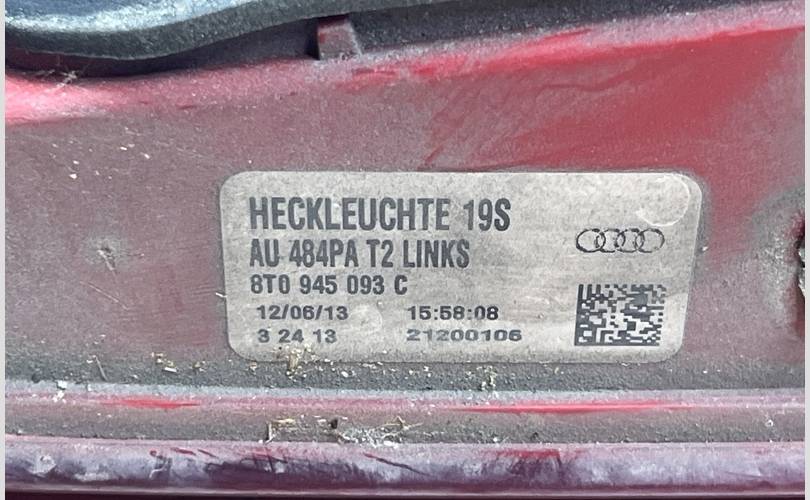 HECKLEUCHTE 19S
AU 484PA T2 LINKS
8T0 945 093 C
12/06/13 15:58:08
3 24 13 21200106